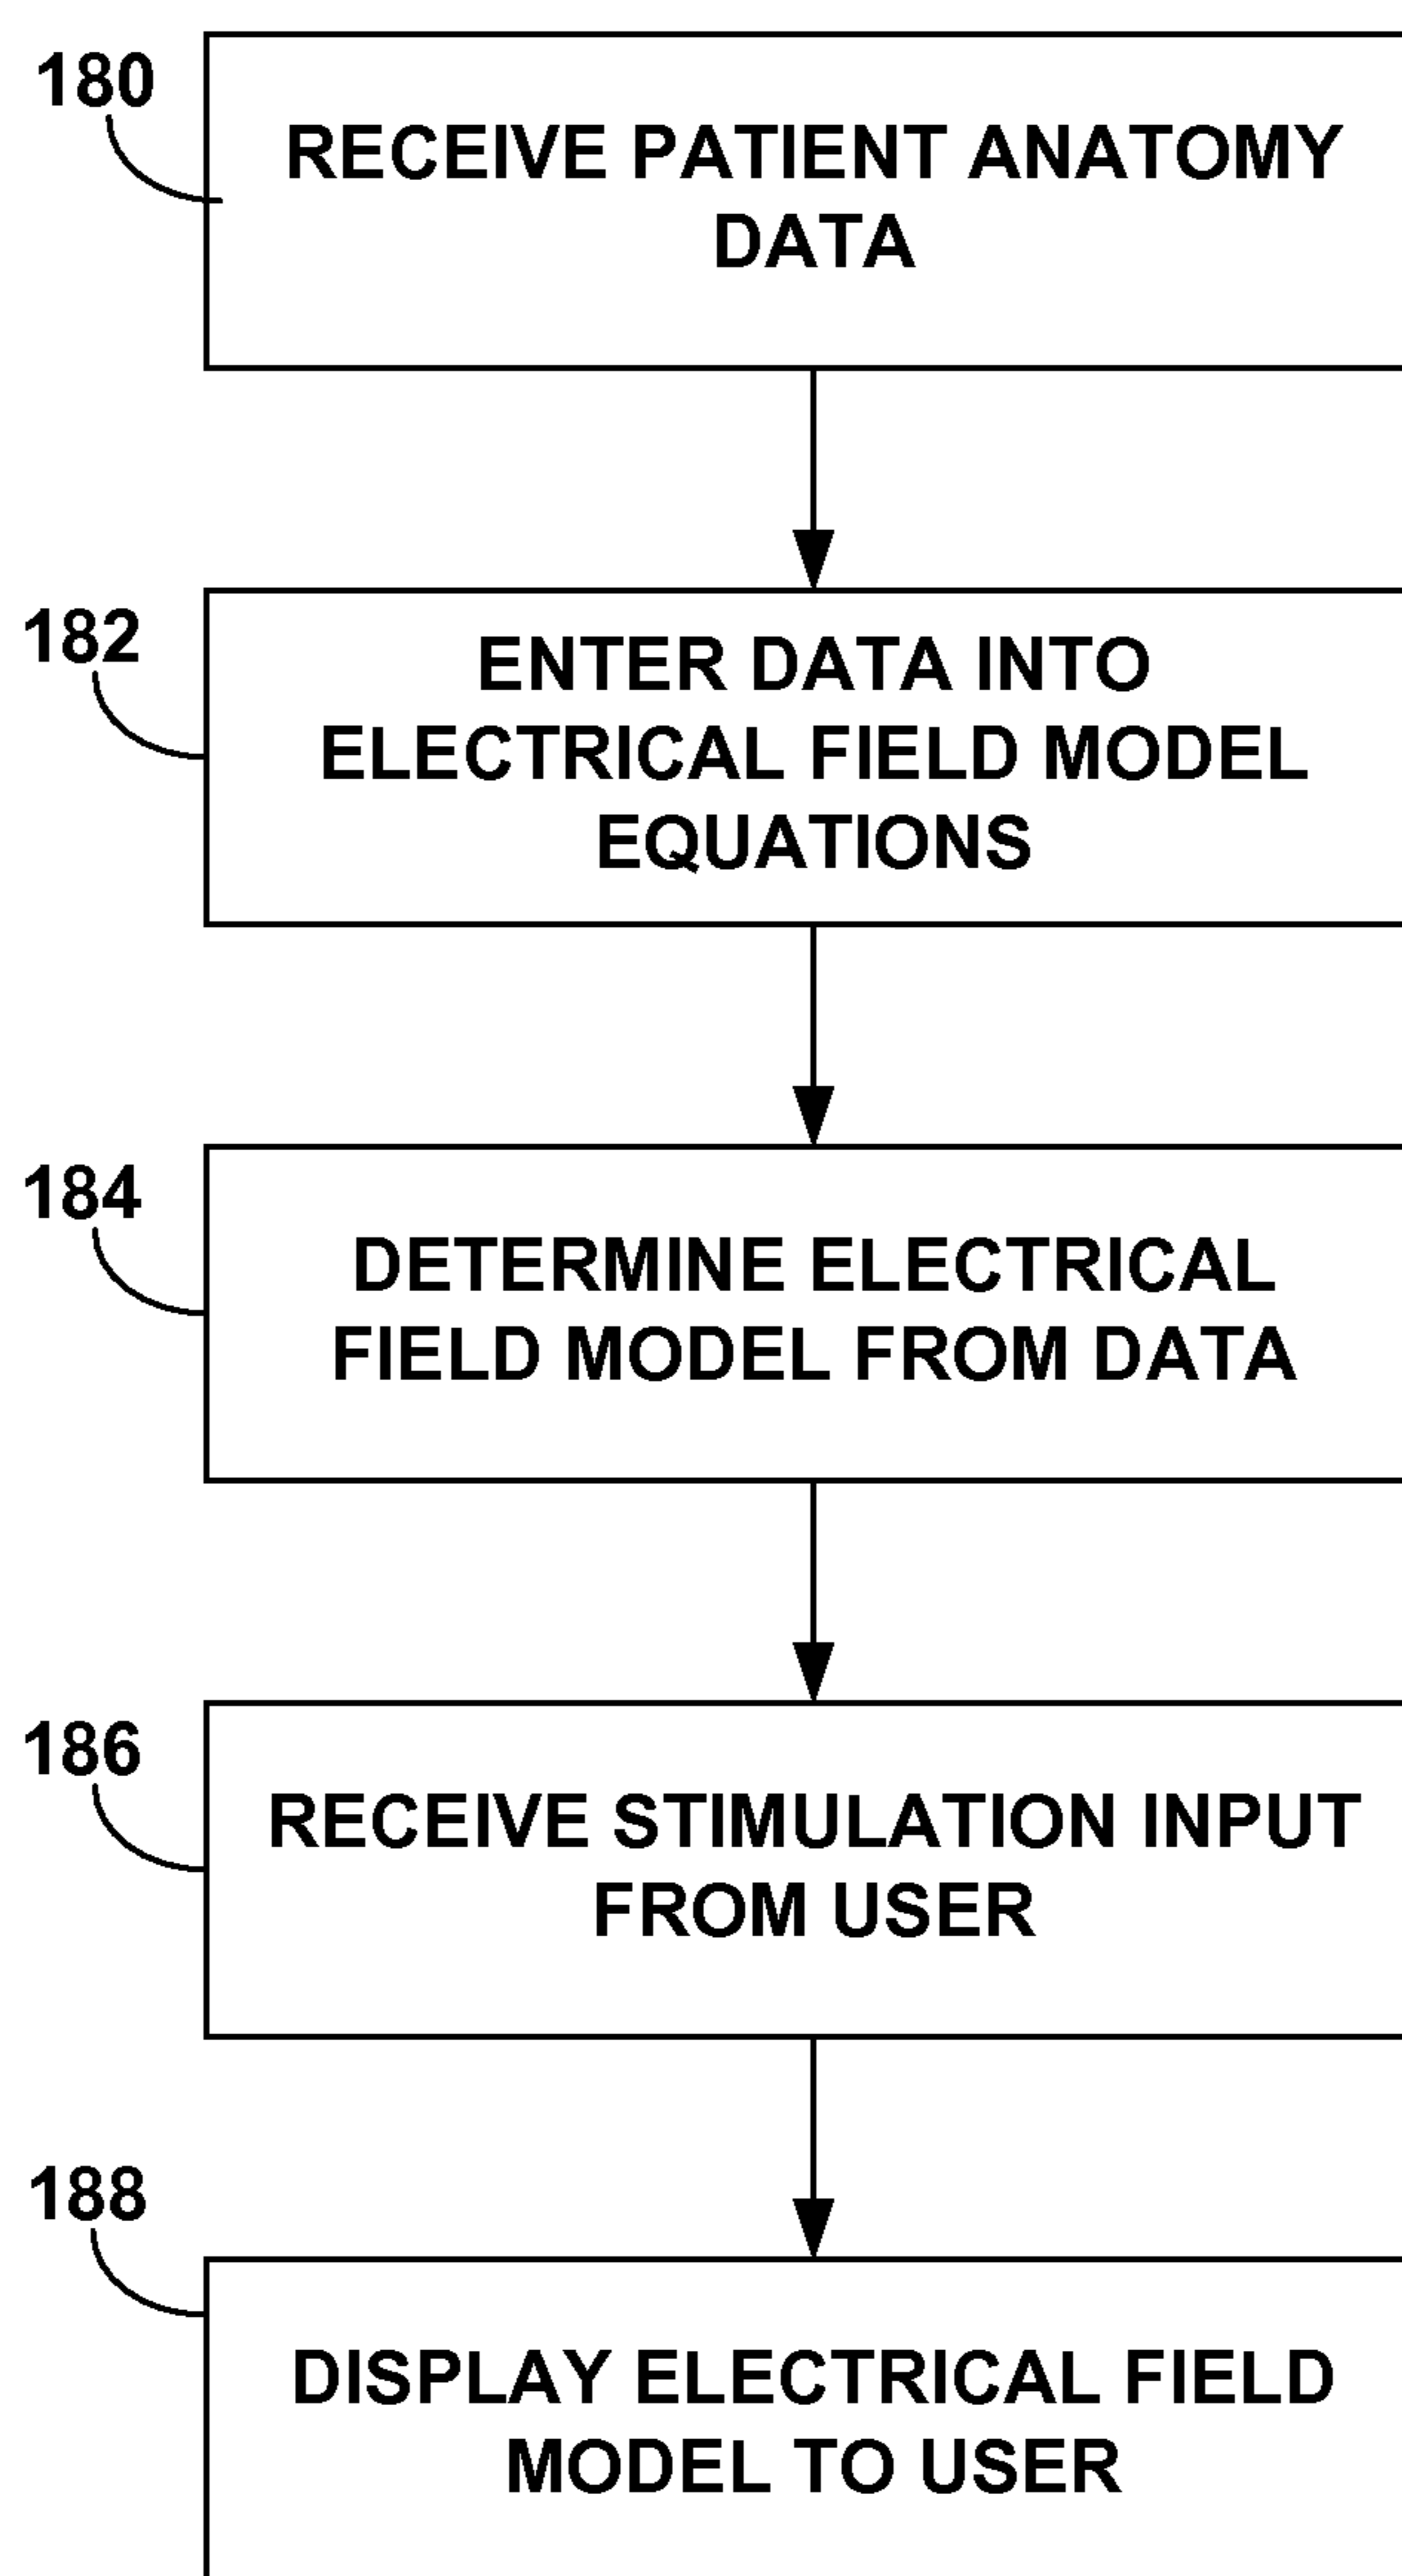 180
RECEIVE PATIENT ANATOMY
DATA
182
ENTER DATA INTO
ELECTRICAL FIELD MODEL
EQUATIONS
184
DETERMINE ELECTRICAL
FIELD MODEL FROM DATA
186
RECEIVE STIMULATION INPUT
FROM USER
188
DISPLAY ELECTRICAL FIELD
MODEL TO USER